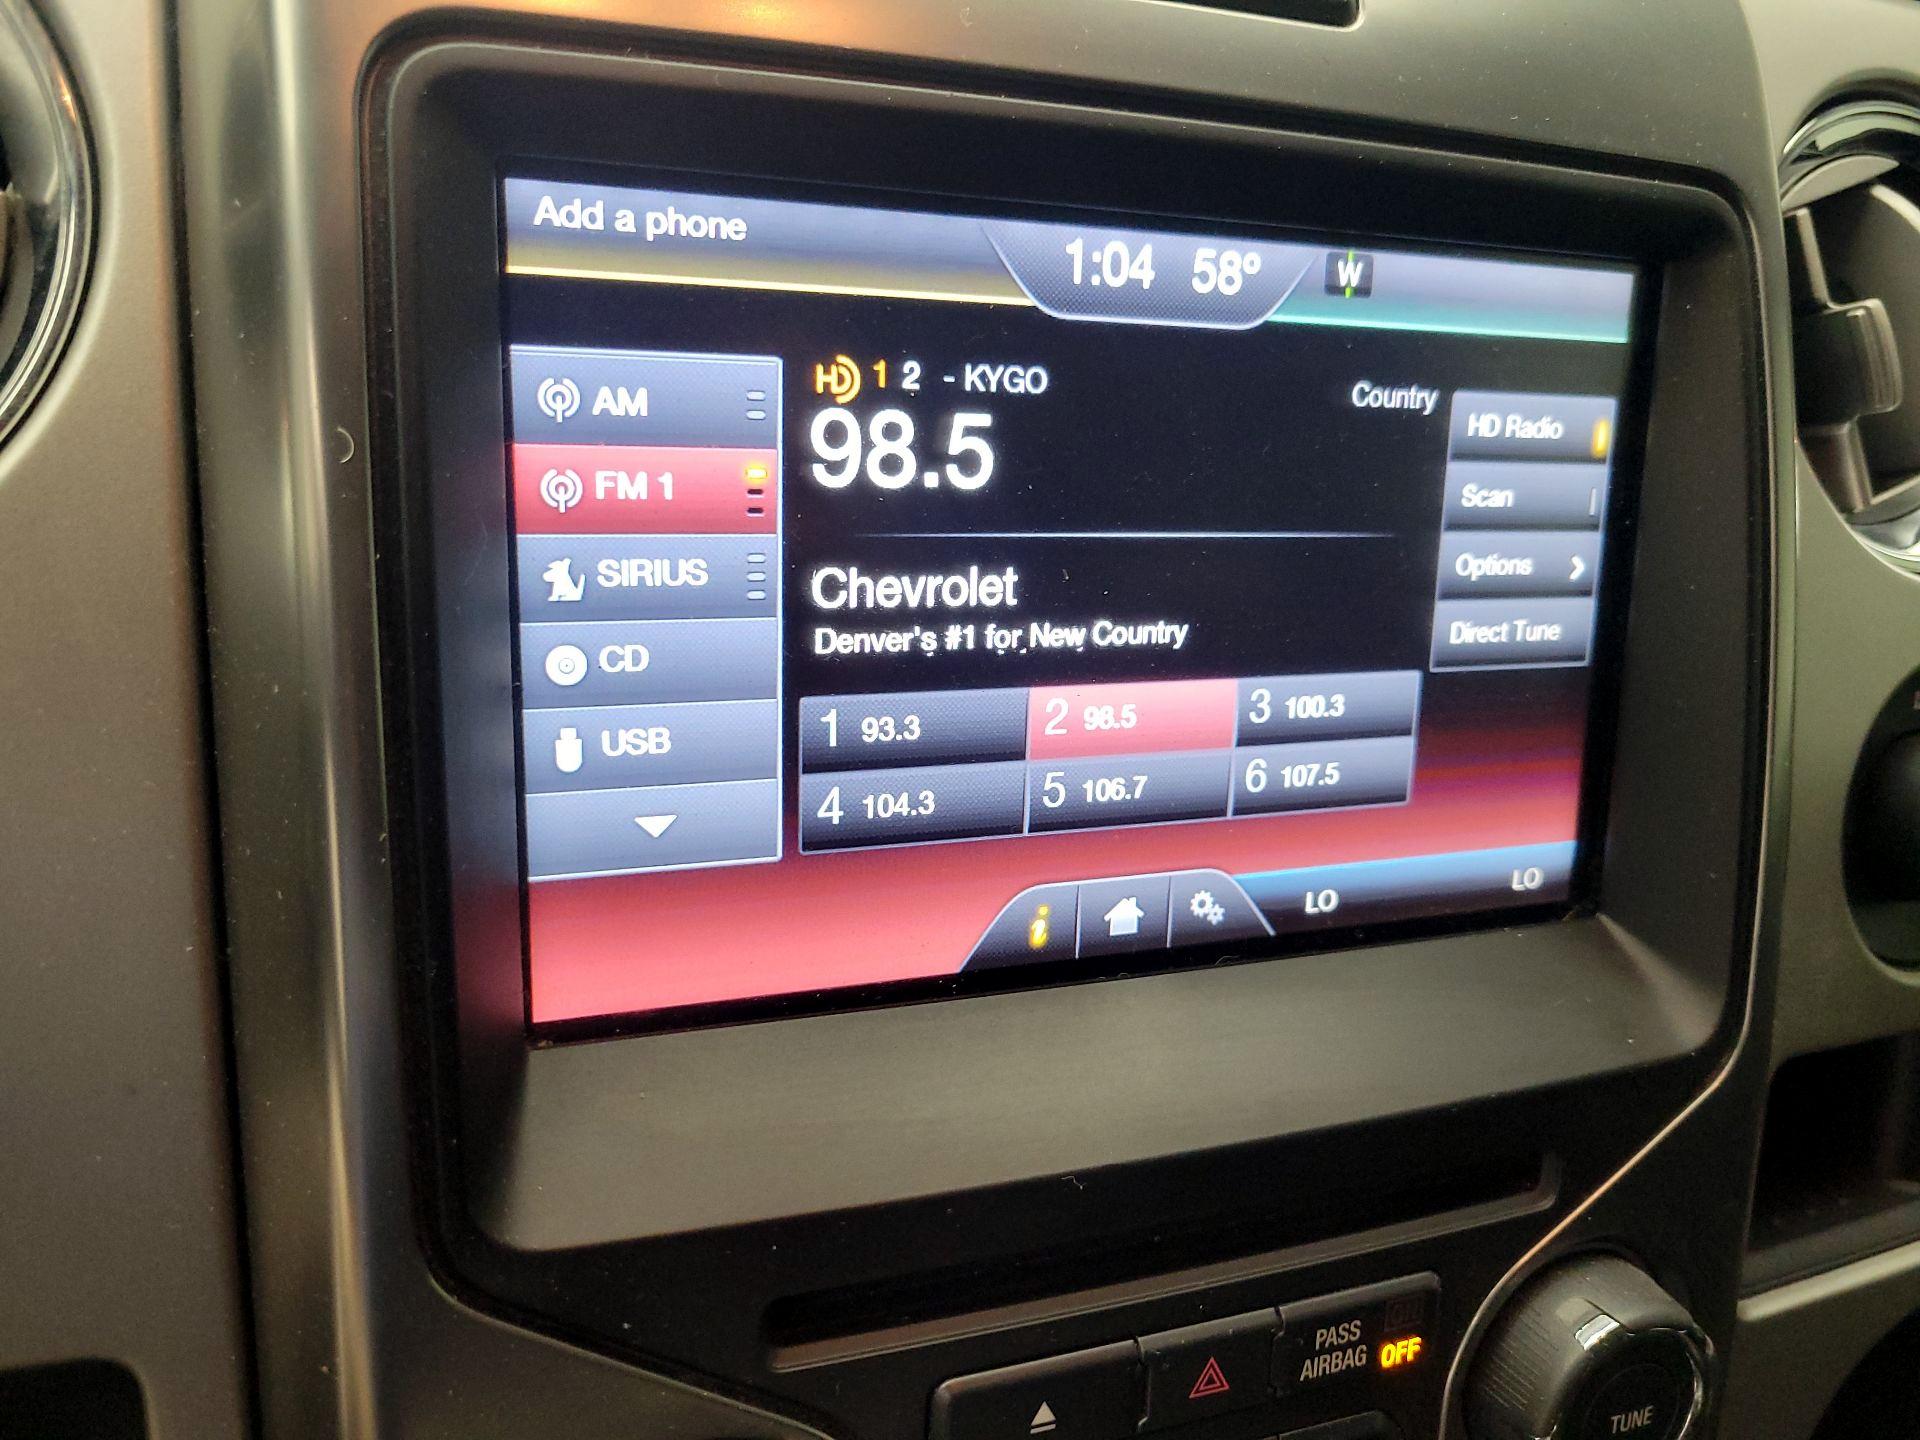 Add a phone
1:04 58° W
HD 1 2 - KYGO
98.5
Country
AM
FM 1
SIRIUS
CD
USB
HD Radio
Scan
Options
Direct Tune
Chevrolet
Denver's #1 for New Country
1 93.3
2 98.5
3 100.3
4 104.3
5 106.7
6 107.5
i
LO
LO
PASS
AIRBAG OFF
TUNE